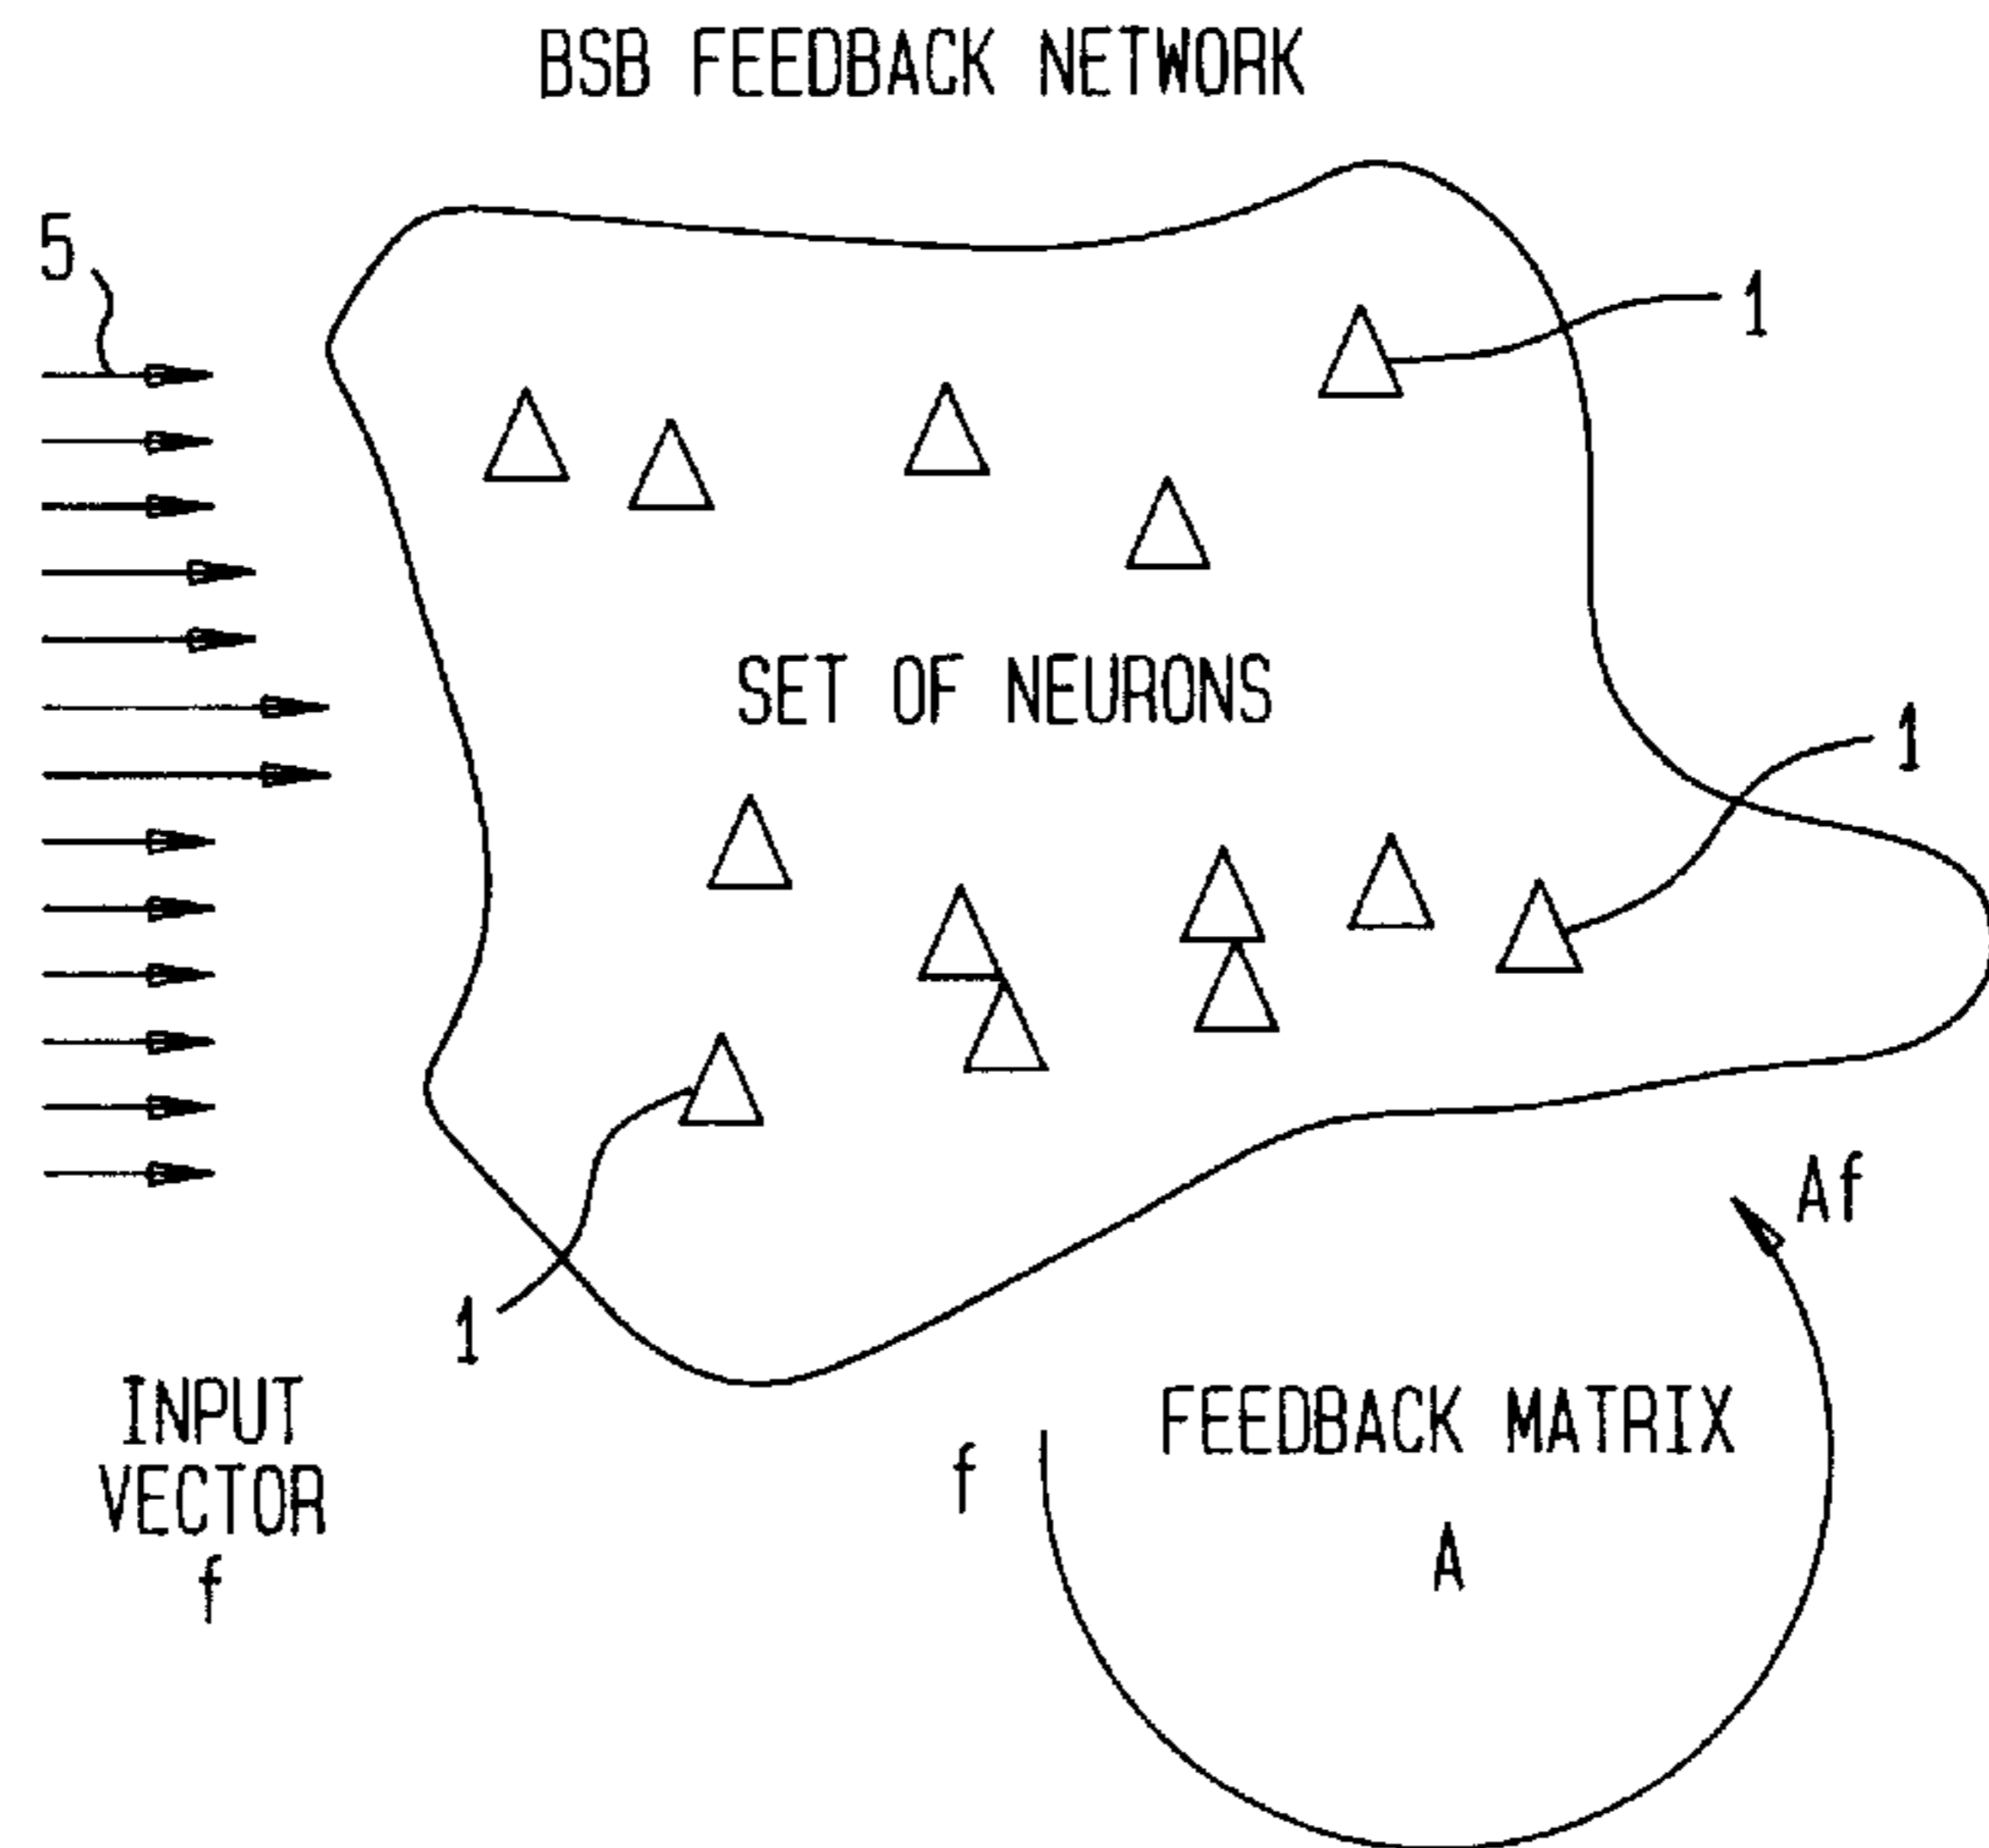 BSB FEEDBACK NETWORK
5
1
SET OF NEURONS
1
Af
1
INPUT
VECTOR
f
f
FEEDBACK MATRIX
A